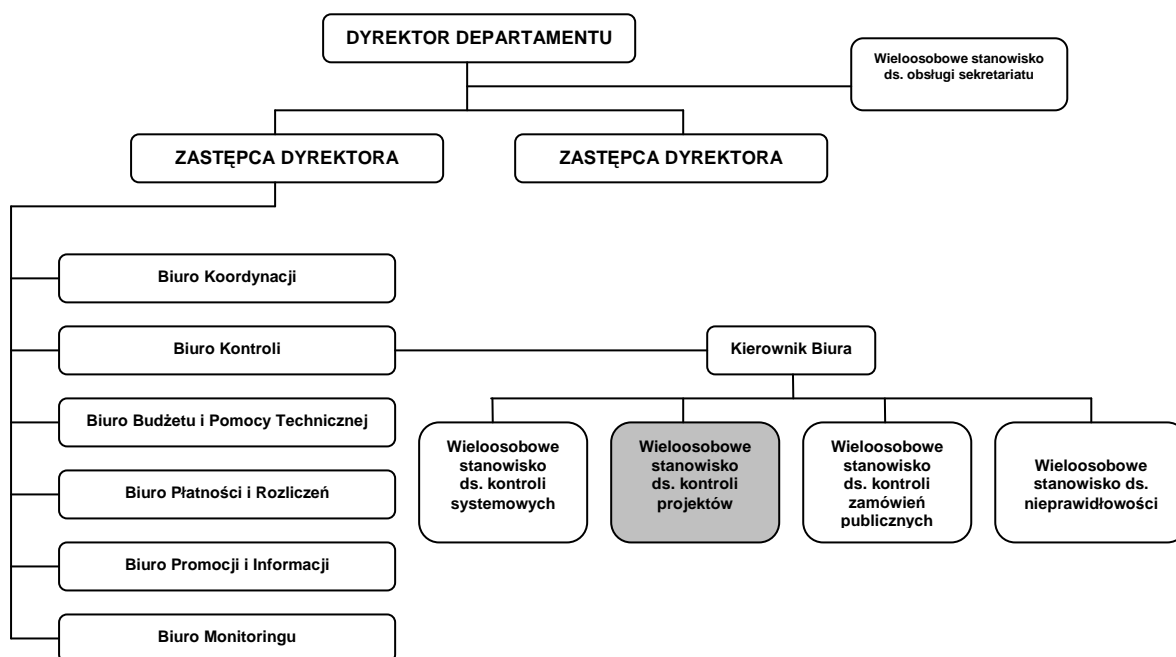 DYREKTOR DEPARTAMENTU
Wieloosobowe stanowisko
ds. obsługi sekretariatu
ZASTĘPCA DYREKTORA
ZASTĘPCA DYREKTORA
Biuro Koordynacji
Biuro Kontroli
Kierownik Biura
Biuro Budżetu i Pomocy Technicznej
Biuro Płatności i Rozliczeń
Biuro Promocji i Informacji
Biuro Monitoringu
Wieloosobowe
stanowisko
ds. kontroli
systemowych
Wieloosobowe
stanowisko
ds. kontroli
projektów
Wieloosobowe
stanowisko
ds. kontroli
zamówień
publicznych
Wieloosobowe
stanowisko ds.
nieprawidłowości